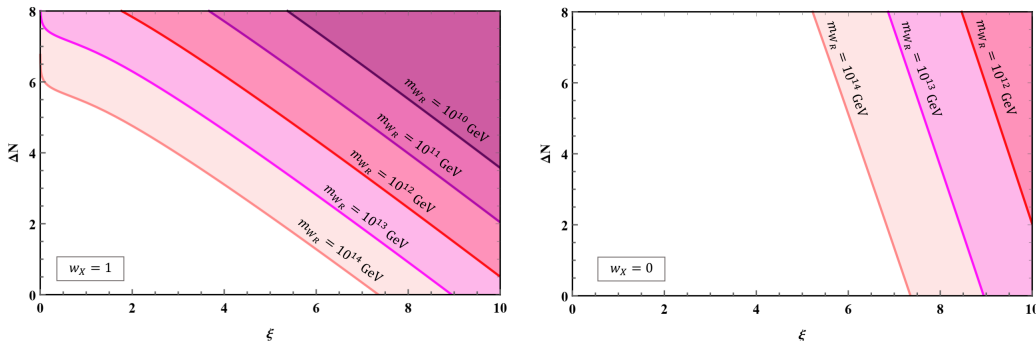 8
6
4
2
0
ΔN
0
2
4
6
8
10
ξ
m_{W_R} = 10^{10} GeV
m_{W_R} = 10^{11} GeV
m_{W_R} = 10^{12} GeV
m_{W_R} = 10^{13} GeV
m_{W_R} = 10^{14} GeV
w_X = 1
8
6
4
2
0
ΔN
0
2
4
6
8
10
ξ
m_{W_R} = 10^{14} GeV
m_{W_R} = 10^{13} GeV
m_{W_R} = 10^{12} GeV
w_X = 0